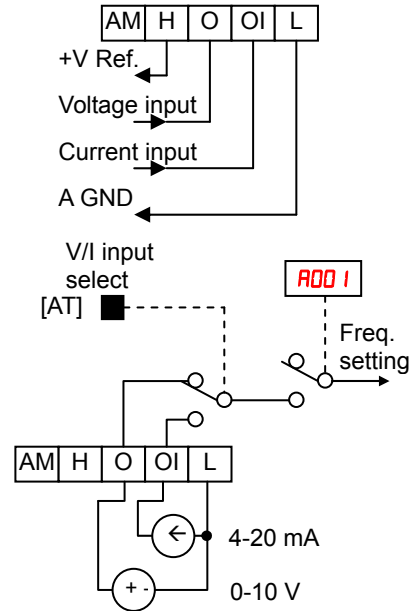 AM H O OI L
+V Ref.
Voltage input
Current input
A GND
V/I input
select
[AT]
A001
Freq.
setting
AM H O OI L
4-20 mA
+ -
0-10 V